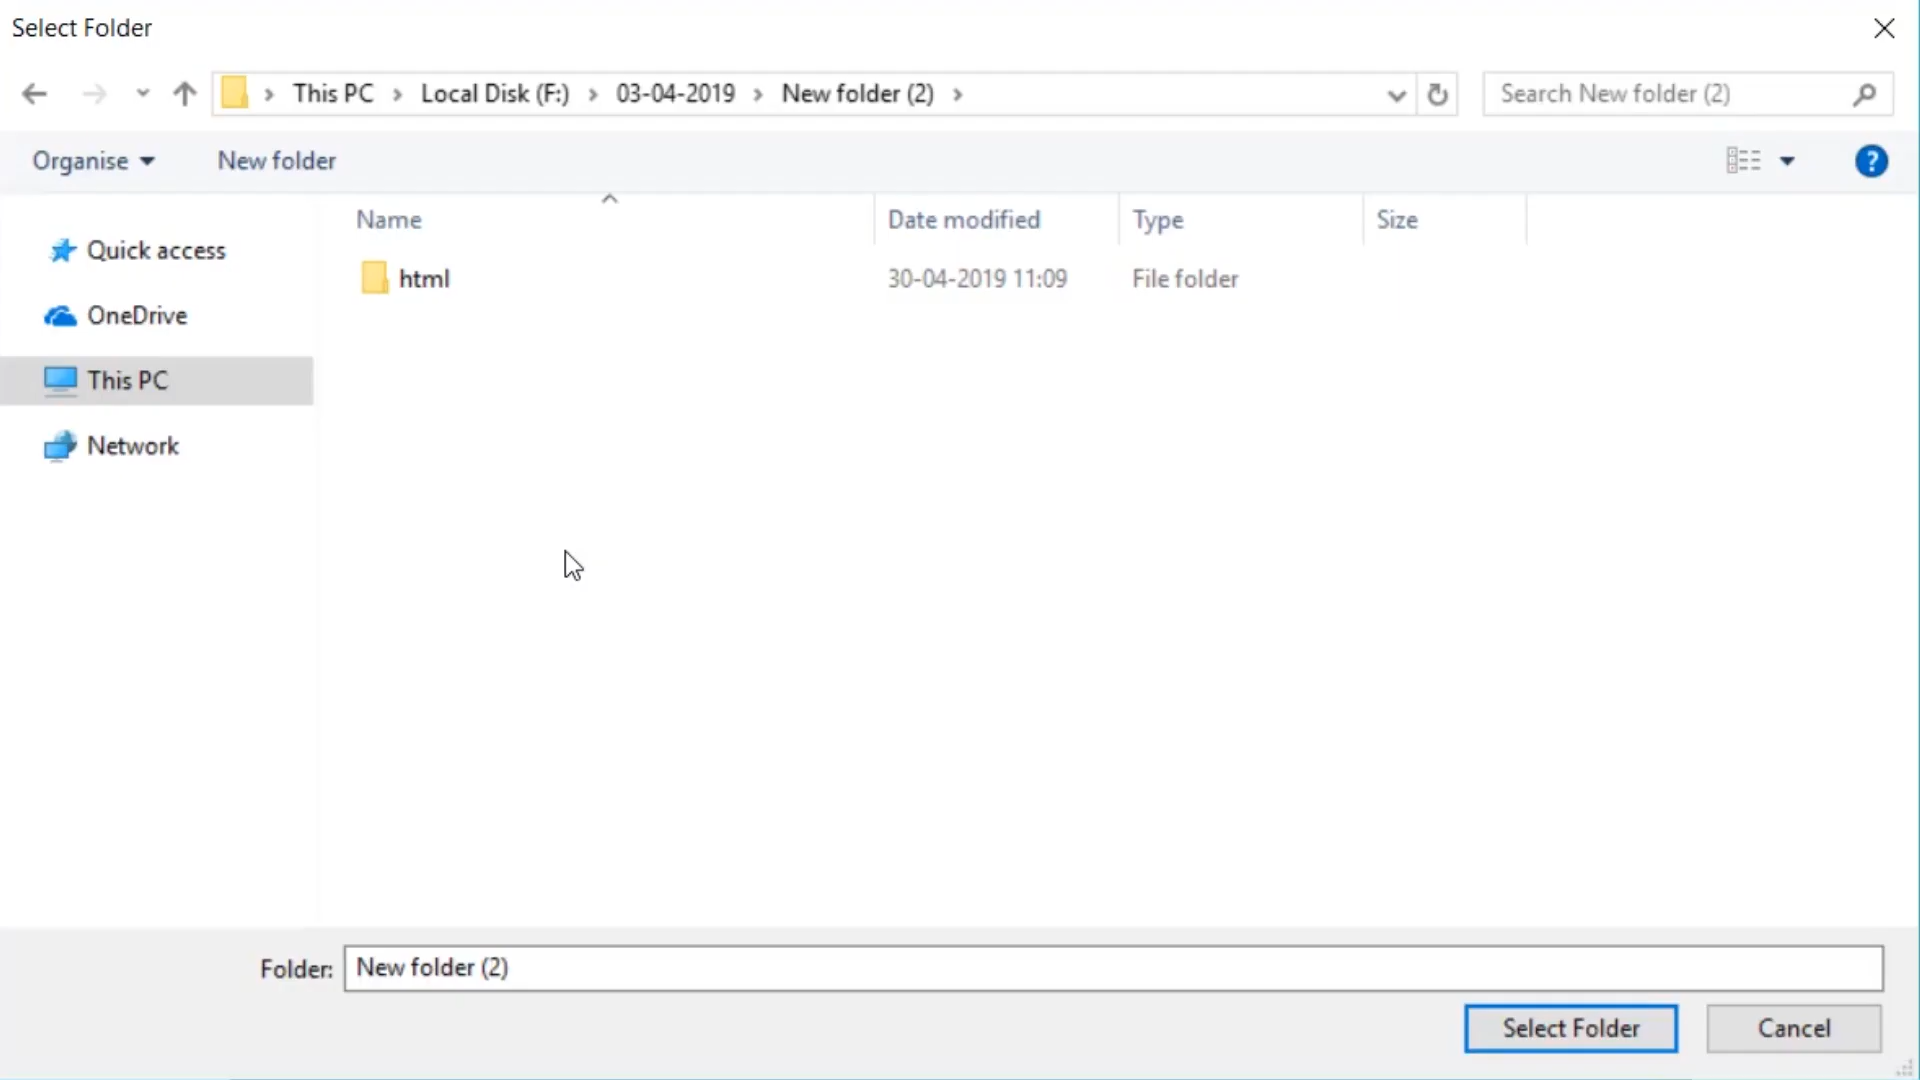 Select Folder
This PC Local Disk (F:) 03-04-2019 New folder (2)
Search New folder (2)
Organise New folder
?
Name Date modified Type Size
Quick access
html 30-04-2019 11:09 File folder
OneDrive
This PC
Network
Folder: New folder (2)
Select Folder Cancel